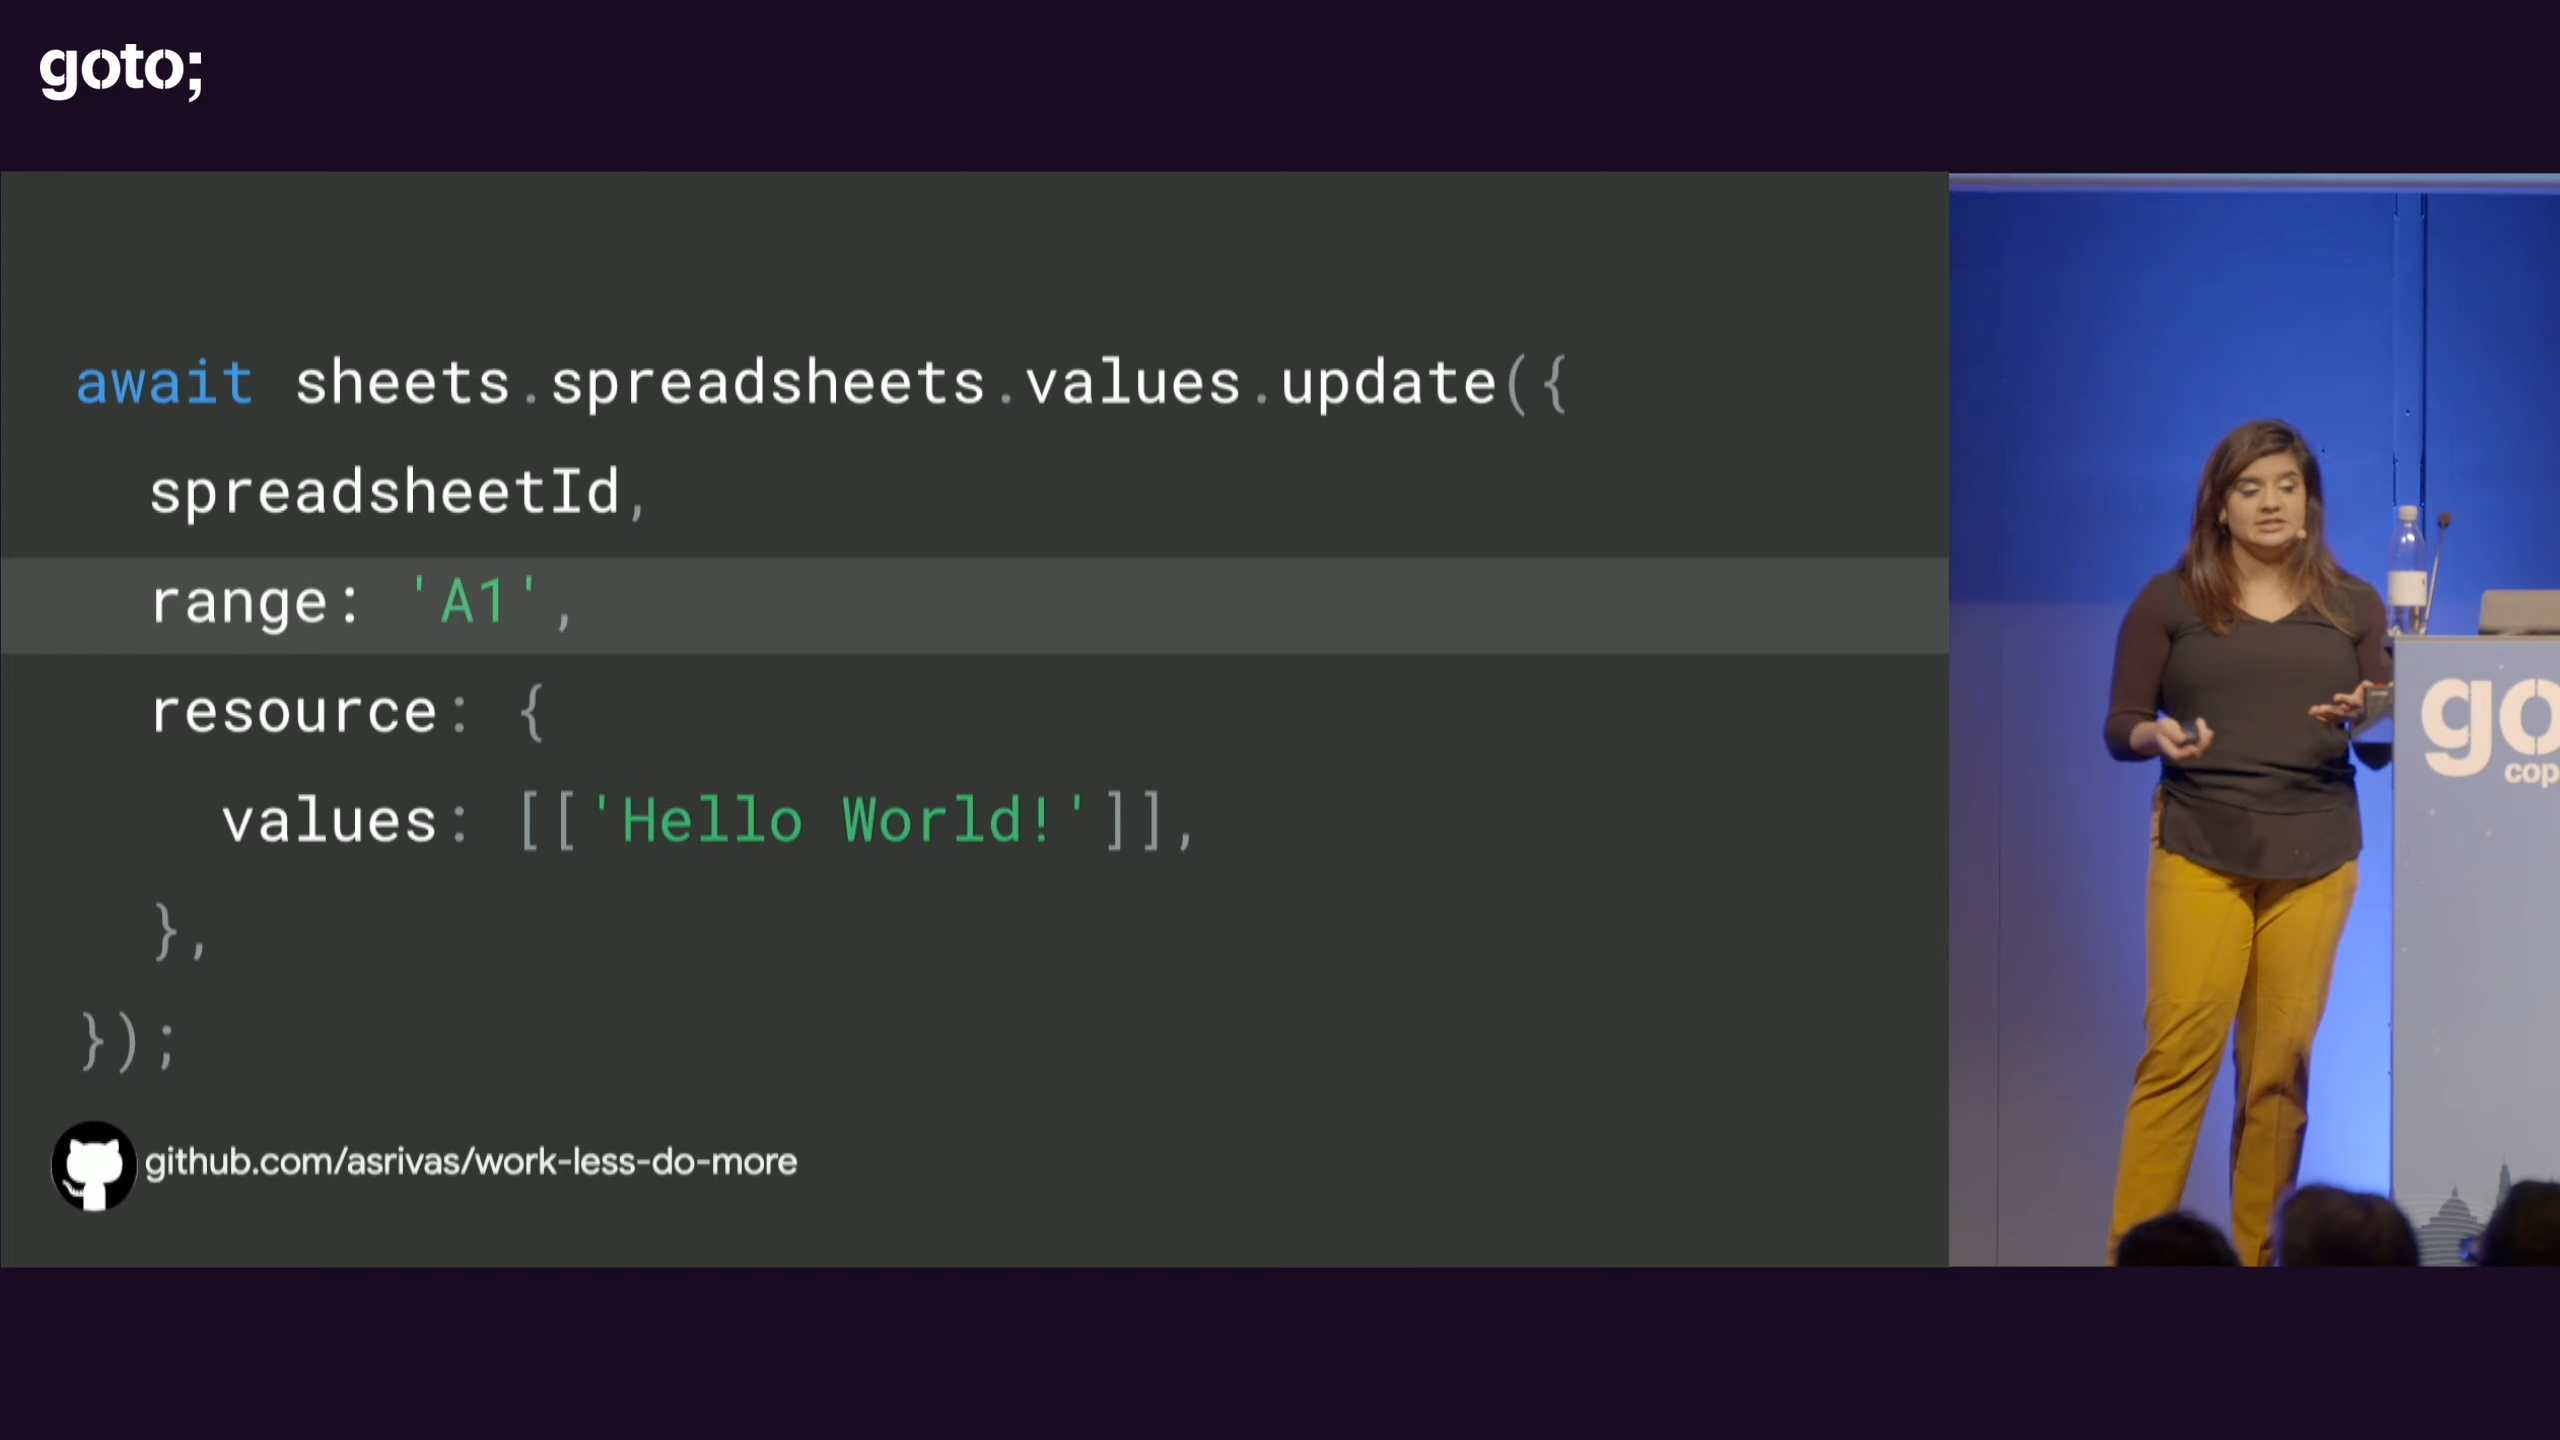 goto;
await sheets.spreadsheets.values.update({
spreadsheetId,
range: 'A1',
resource: {
values: [['Hello World!']],
},
});
github.com/asrivas/work-less-do-more
go
cop